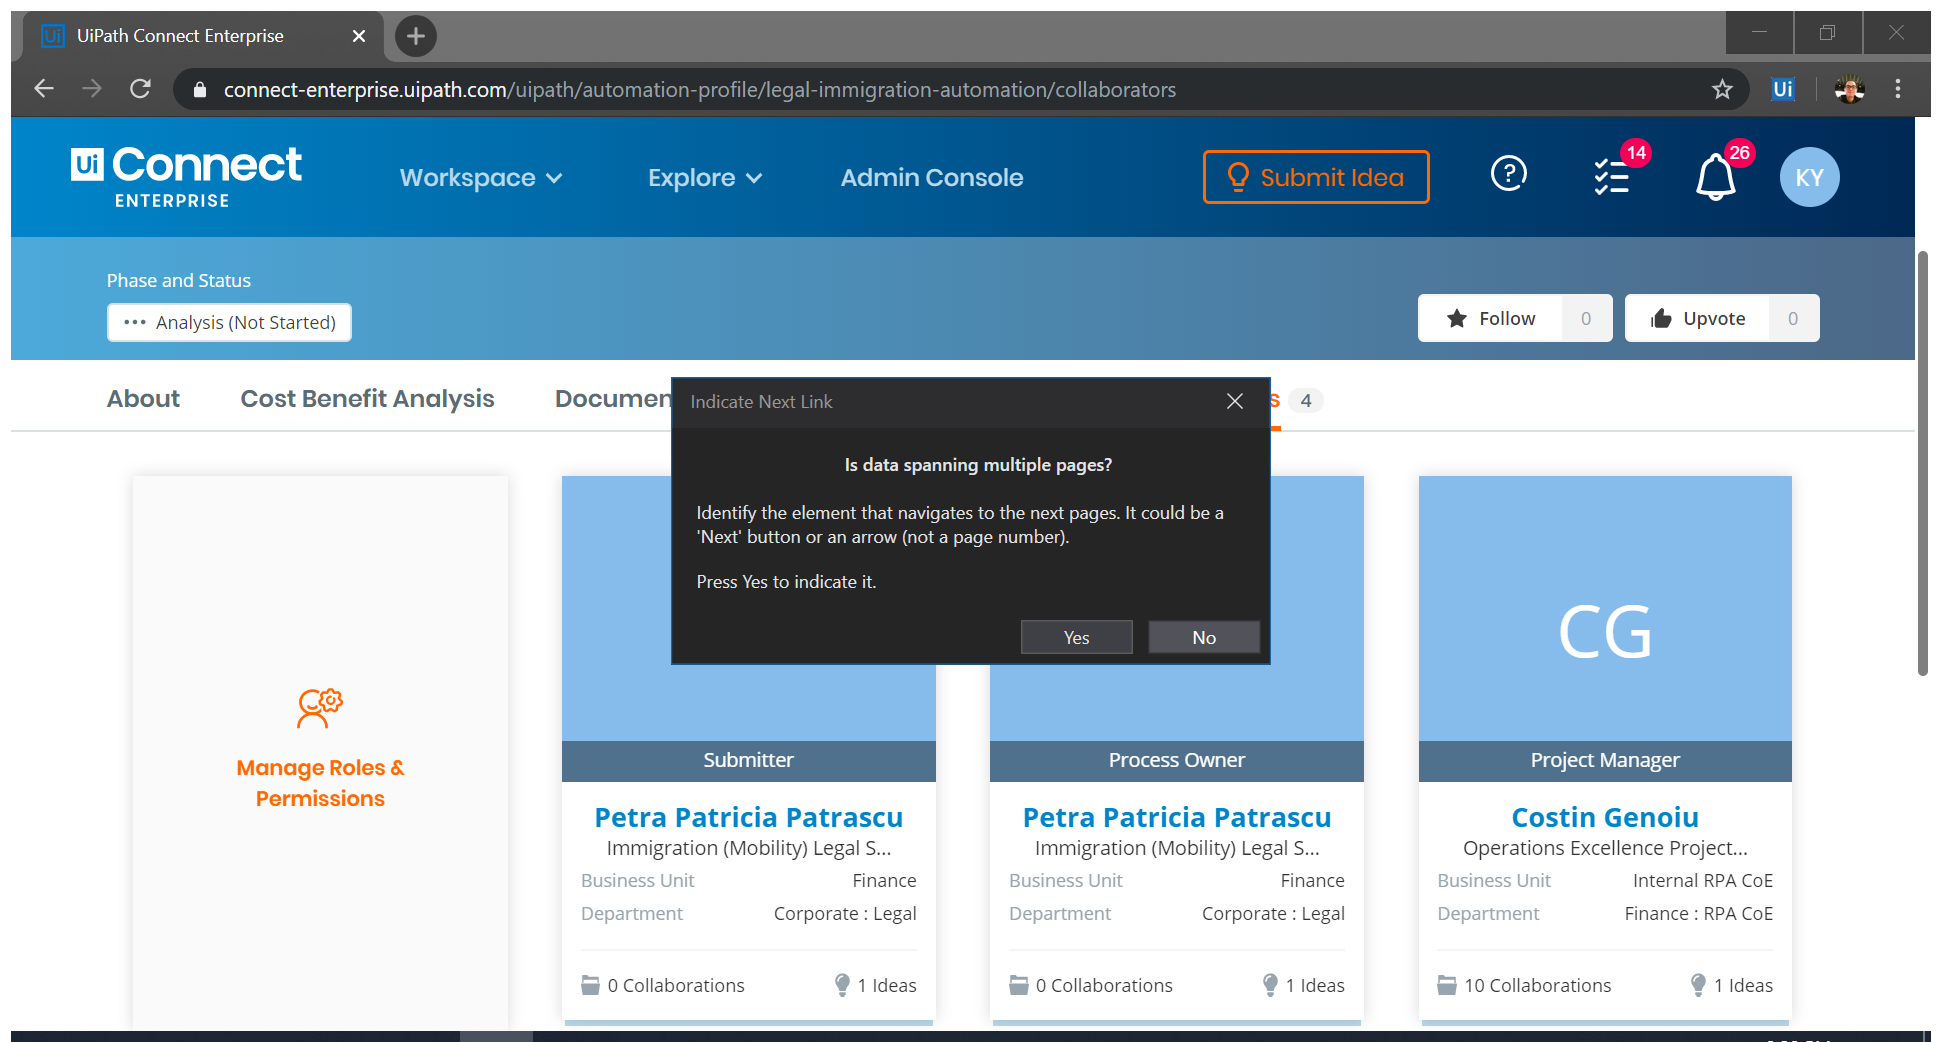 UiPath Connect Enterprise
connect-enterprise.uipath.com/uipath/automation-profile/legal-immigration-automation/collaborators
Ui
Ui Connect
ENTERPRISE
Workspace
Explore
Admin Console
Submit Idea
?
14
26
KY
Phase and Status
Analysis (Not Started)
Follow 0
Upvote 0
About
Cost Benefit Analysis
Documen
s 4
Indicate Next Link
Is data spanning multiple pages?
Identify the element that navigates to the next pages. It could be a
'Next' button or an arrow (not a page number).
Press Yes to indicate it.
Yes
No
Manage Roles &
Permissions
Submitter
Petra Patricia Patrascu
Immigration (Mobility) Legal S...
Business Unit Finance
Department Corporate : Legal
0 Collaborations 1 Ideas
Process Owner
Petra Patricia Patrascu
Immigration (Mobility) Legal S...
Business Unit Finance
Department Corporate : Legal
0 Collaborations 1 Ideas
CG
Project Manager
Costin Genoiu
Operations Excellence Project...
Business Unit Internal RPA CoE
Department Finance : RPA CoE
10 Collaborations 1 Ideas